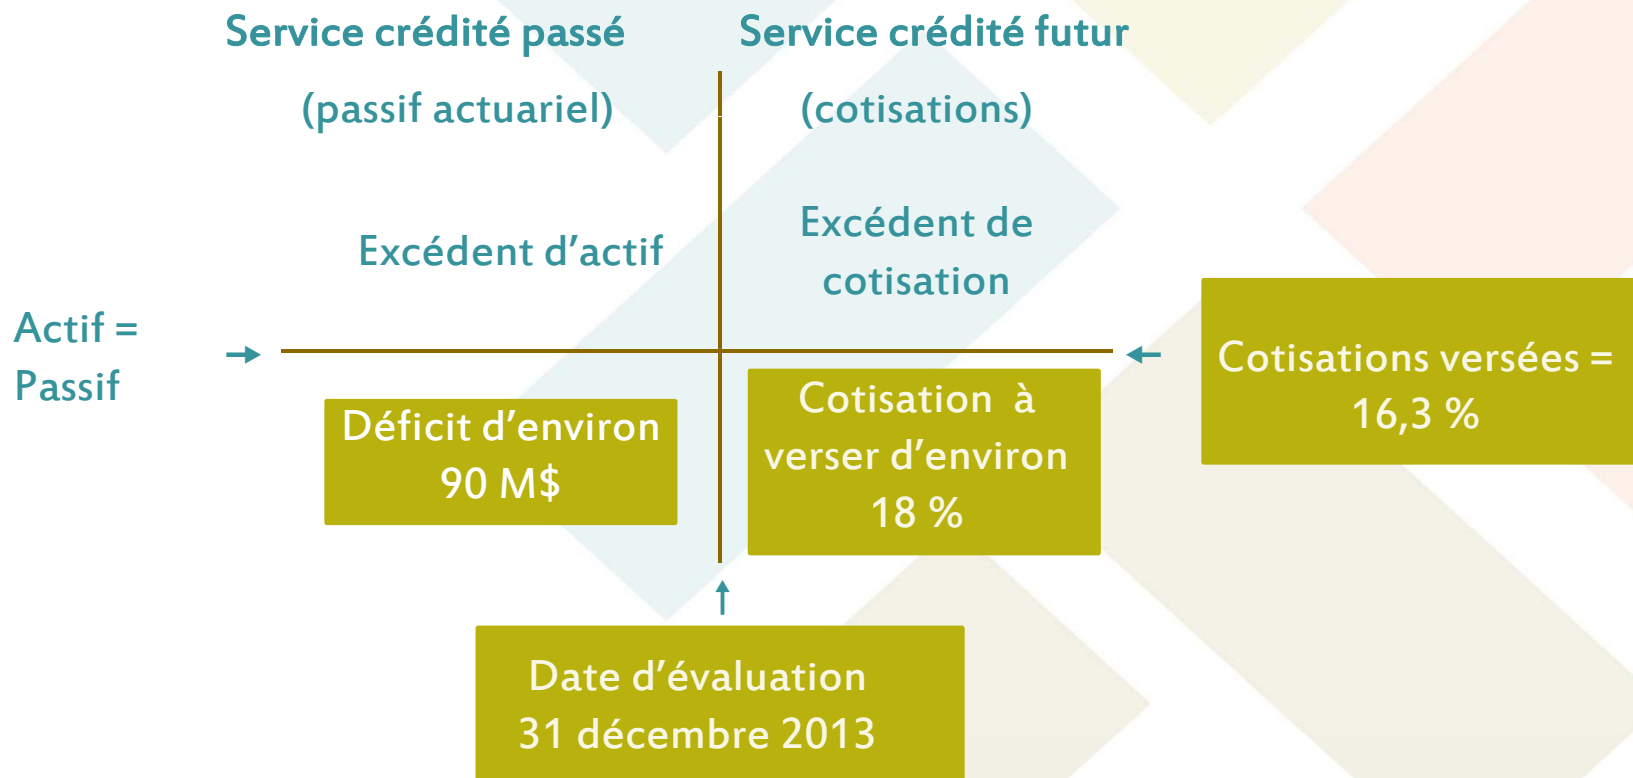 Service crédité passé
(passif actuariel)
Service crédité futur
(cotisations)
Excédent d’actif
Excédent de
cotisation
Actif =
Passif
Cotisations versées =
16,3 %
Déficit d’environ
90 M$
Cotisation à
verser d’environ
18 %
Date d’évaluation
31 décembre 2013